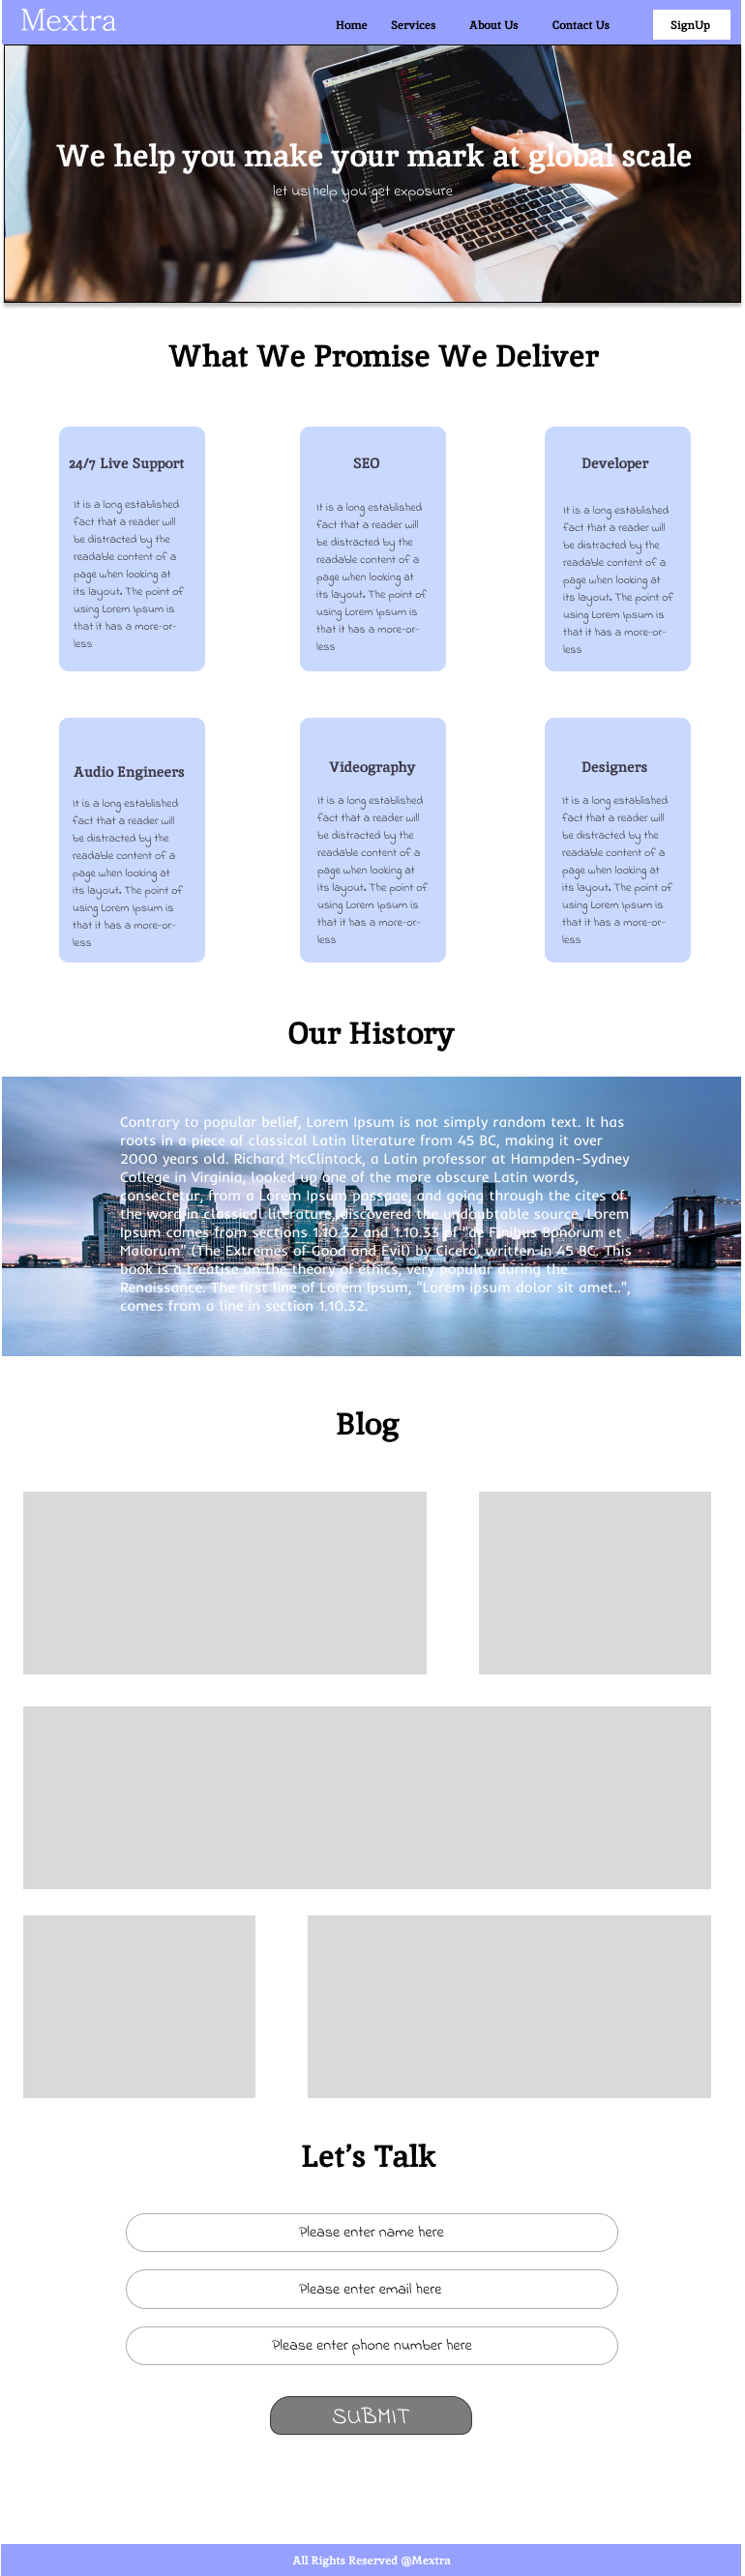 Mextra
Home Services About Us Contact Us SignUp
We help you make your mark at global scale
let us help you get exposure
What We Promise We Deliver
24/7 Live Support
It is a long established
fact that a reader will
be distracted by the
readable content of a
page when looking at
its layout. The point of
using Lorem Ipsum is
that it has a more-or-
less
SEO
It is a long established
fact that a reader will
be distracted by the
readable content of a
page when looking at
its layout. The point of
using Lorem Ipsum is
that it has a more-or-
less
Developer
It is a long established
fact that a reader will
be distracted by the
readable content of a
page when looking at
its layout. The point of
using Lorem Ipsum is
that it has a more-or-
less
Audio Engineers
It is a long established
fact that a reader will
be distracted by the
readable content of a
page when looking at
its layout. The point of
using Lorem Ipsum is
that it has a more-or-
less
Videography
It is a long established
fact that a reader will
be distracted by the
readable content of a
page when looking at
its layout. The point of
using Lorem Ipsum is
that it has a more-or-
less
Designers
It is a long established
fact that a reader will
be distracted by the
readable content of a
page when looking at
its layout. The point of
using Lorem Ipsum is
that it has a more-or-
less
Our History
Contrary to popular belief, Lorem Ipsum is not simply random text. It has
roots in a piece of classical Latin literature from 45 BC, making it over
2000 years old. Richard McClintock, a Latin professor at Hampden-Sydney
College in Virginia, looked up one of the more obscure Latin words,
consectetur, from a Lorem Ipsum passage, and going through the cites of
the word in classical literature, discovered the undoubtable source. Lorem
Ipsum comes from sections 1.10.32 and 1.10.33 of "de Finibus Bonorum et
Malorum" (The Extremes of Good and Evil) by Cicero, written in 45 BC. This
book is a treatise on the theory of ethics, very popular during the
Renaissance. The first line of Lorem Ipsum, "Lorem ipsum dolor sit amet..",
comes from a line in section 1.10.32.
Blog
Let's Talk
Please enter name here
Please enter email here
Please enter phone number here
SUBMIT
All Rights Reserved @Mextra